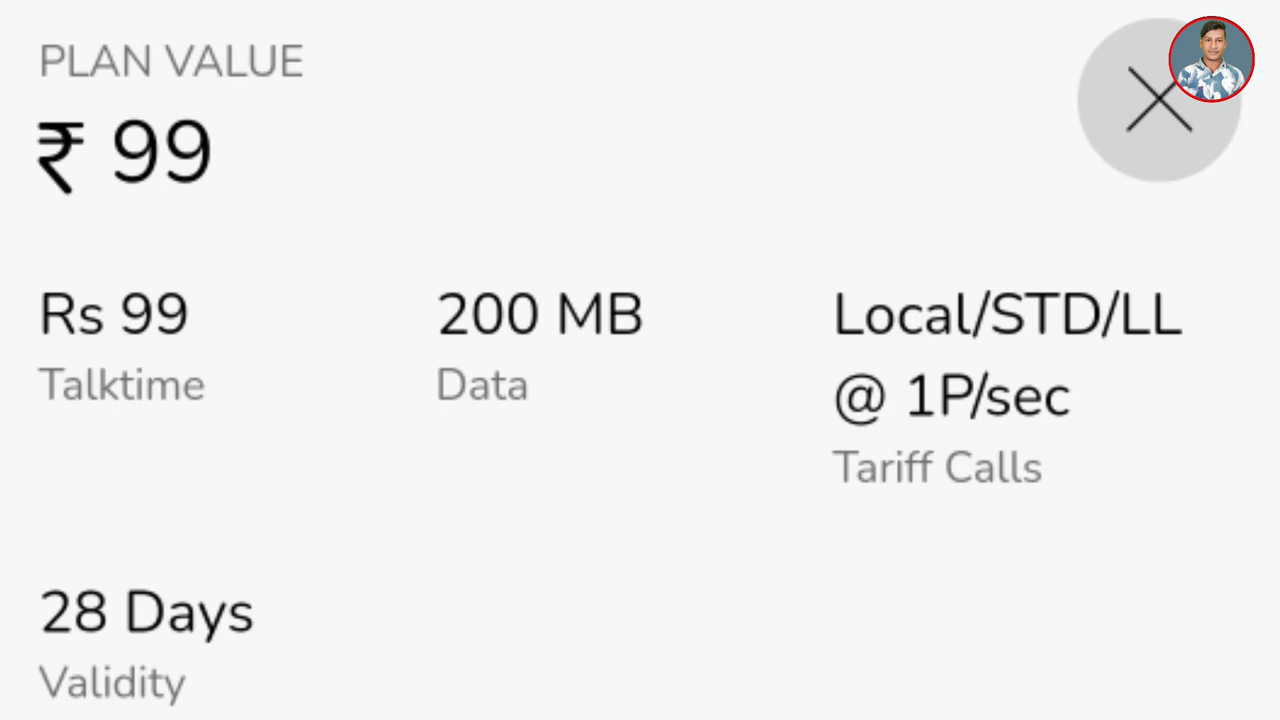 PLAN VALUE
₹ 99
Rs 99
Talktime
200 MB
Data
Local/STD/LL
@ 1P/sec
Tariff Calls
28 Days
Validity